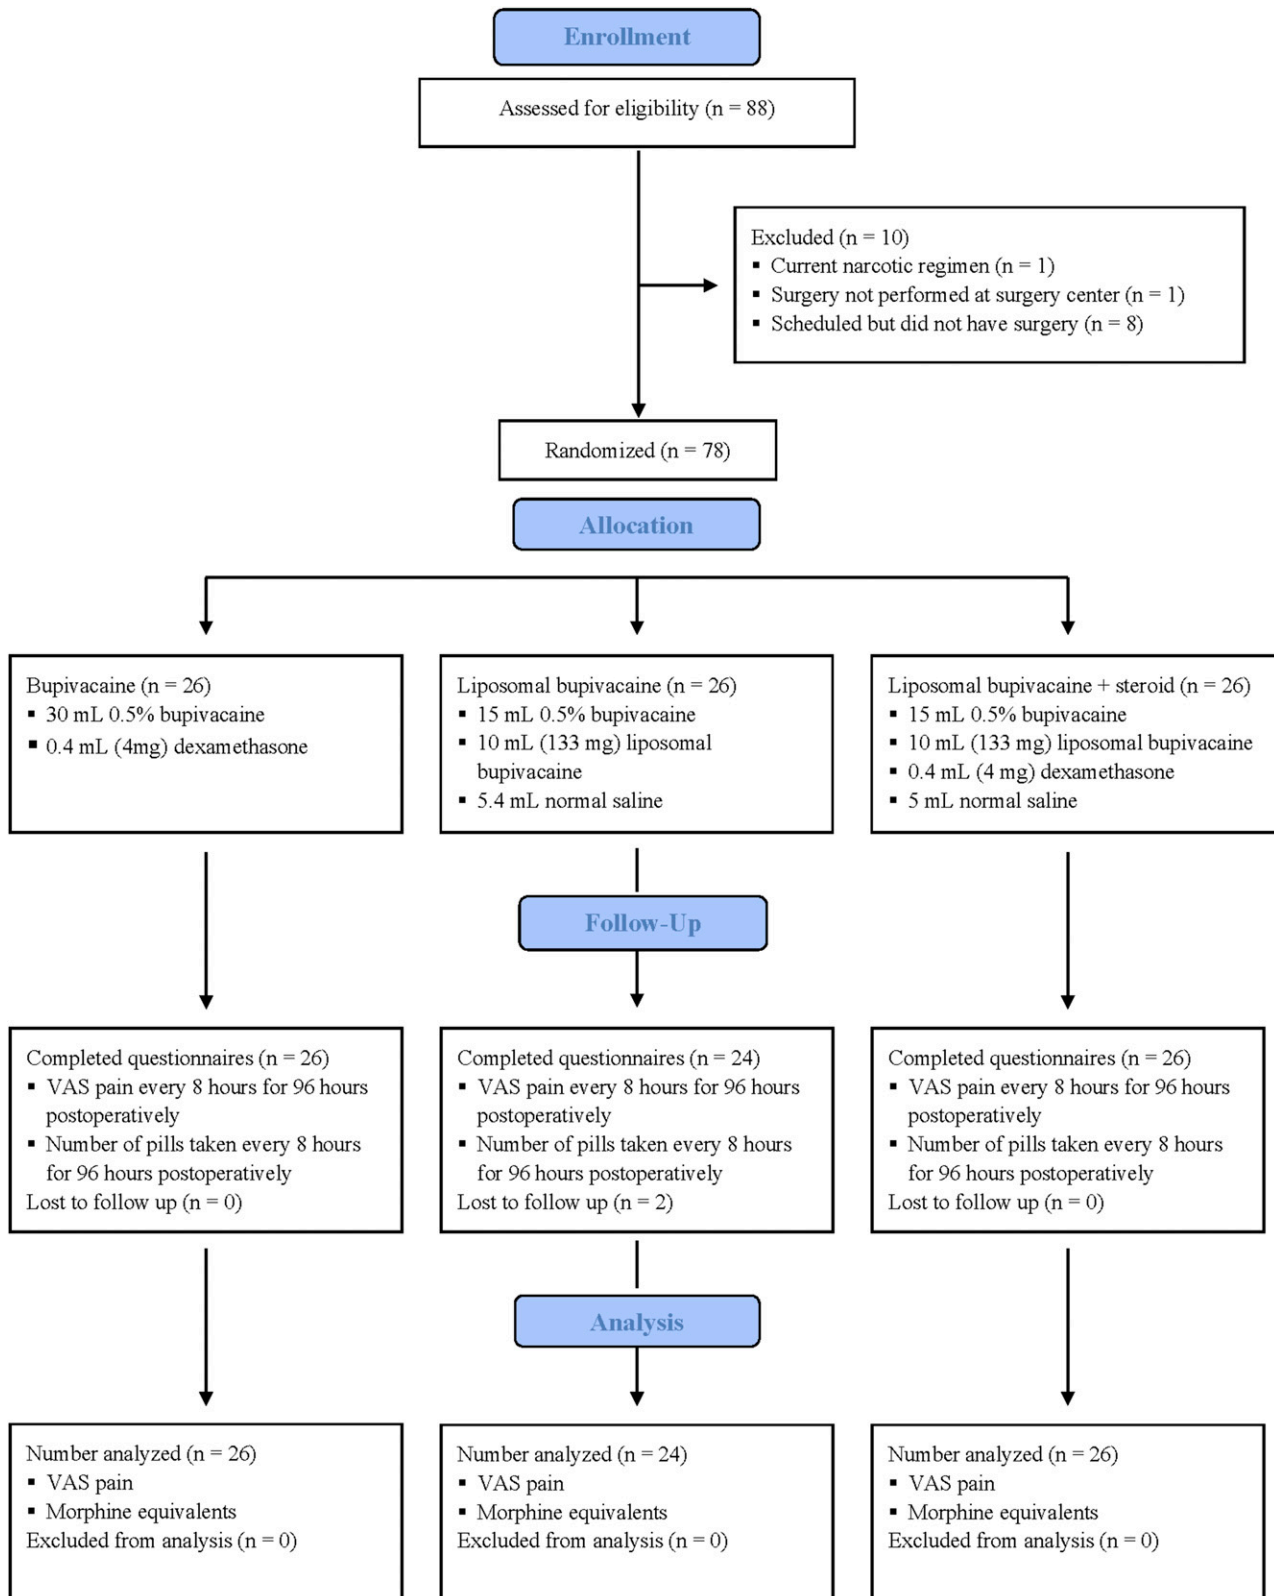 Enrollment
Assessed for eligibility (n = 88)
Excluded (n = 10)
▪ Current narcotic regimen (n = 1)
▪ Surgery not performed at surgery center (n = 1)
▪ Scheduled but did not have surgery (n = 8)
Randomized (n = 78)
Allocation
Bupivacaine (n = 26)
▪ 30 mL 0.5% bupivacaine
▪ 0.4 mL (4mg) dexamethasone
Liposomal bupivacaine (n = 26)
▪ 15 mL 0.5% bupivacaine
▪ 10 mL (133 mg) liposomal
bupivacaine
▪ 5.4 mL normal saline
Liposomal bupivacaine + steroid (n = 26)
▪ 15 mL 0.5% bupivacaine
▪ 10 mL (133 mg) liposomal bupivacaine
▪ 0.4 mL (4 mg) dexamethasone
▪ 5 mL normal saline
Follow-Up
Completed questionnaires (n = 26)
▪ VAS pain every 8 hours for 96 hours
postoperatively
▪ Number of pills taken every 8 hours
for 96 hours postoperatively
Lost to follow up (n = 0)
Completed questionnaires (n = 24)
▪ VAS pain every 8 hours for 96 hours
postoperatively
▪ Number of pills taken every 8 hours
for 96 hours postoperatively
Lost to follow up (n = 2)
Completed questionnaires (n = 26)
▪ VAS pain every 8 hours for 96 hours
postoperatively
▪ Number of pills taken every 8 hours
for 96 hours postoperatively
Lost to follow up (n = 0)
Analysis
Number analyzed (n = 26)
▪ VAS pain
▪ Morphine equivalents
Excluded from analysis (n = 0)
Number analyzed (n = 24)
▪ VAS pain
▪ Morphine equivalents
Excluded from analysis (n = 0)
Number analyzed (n = 26)
▪ VAS pain
▪ Morphine equivalents
Excluded from analysis (n = 0)